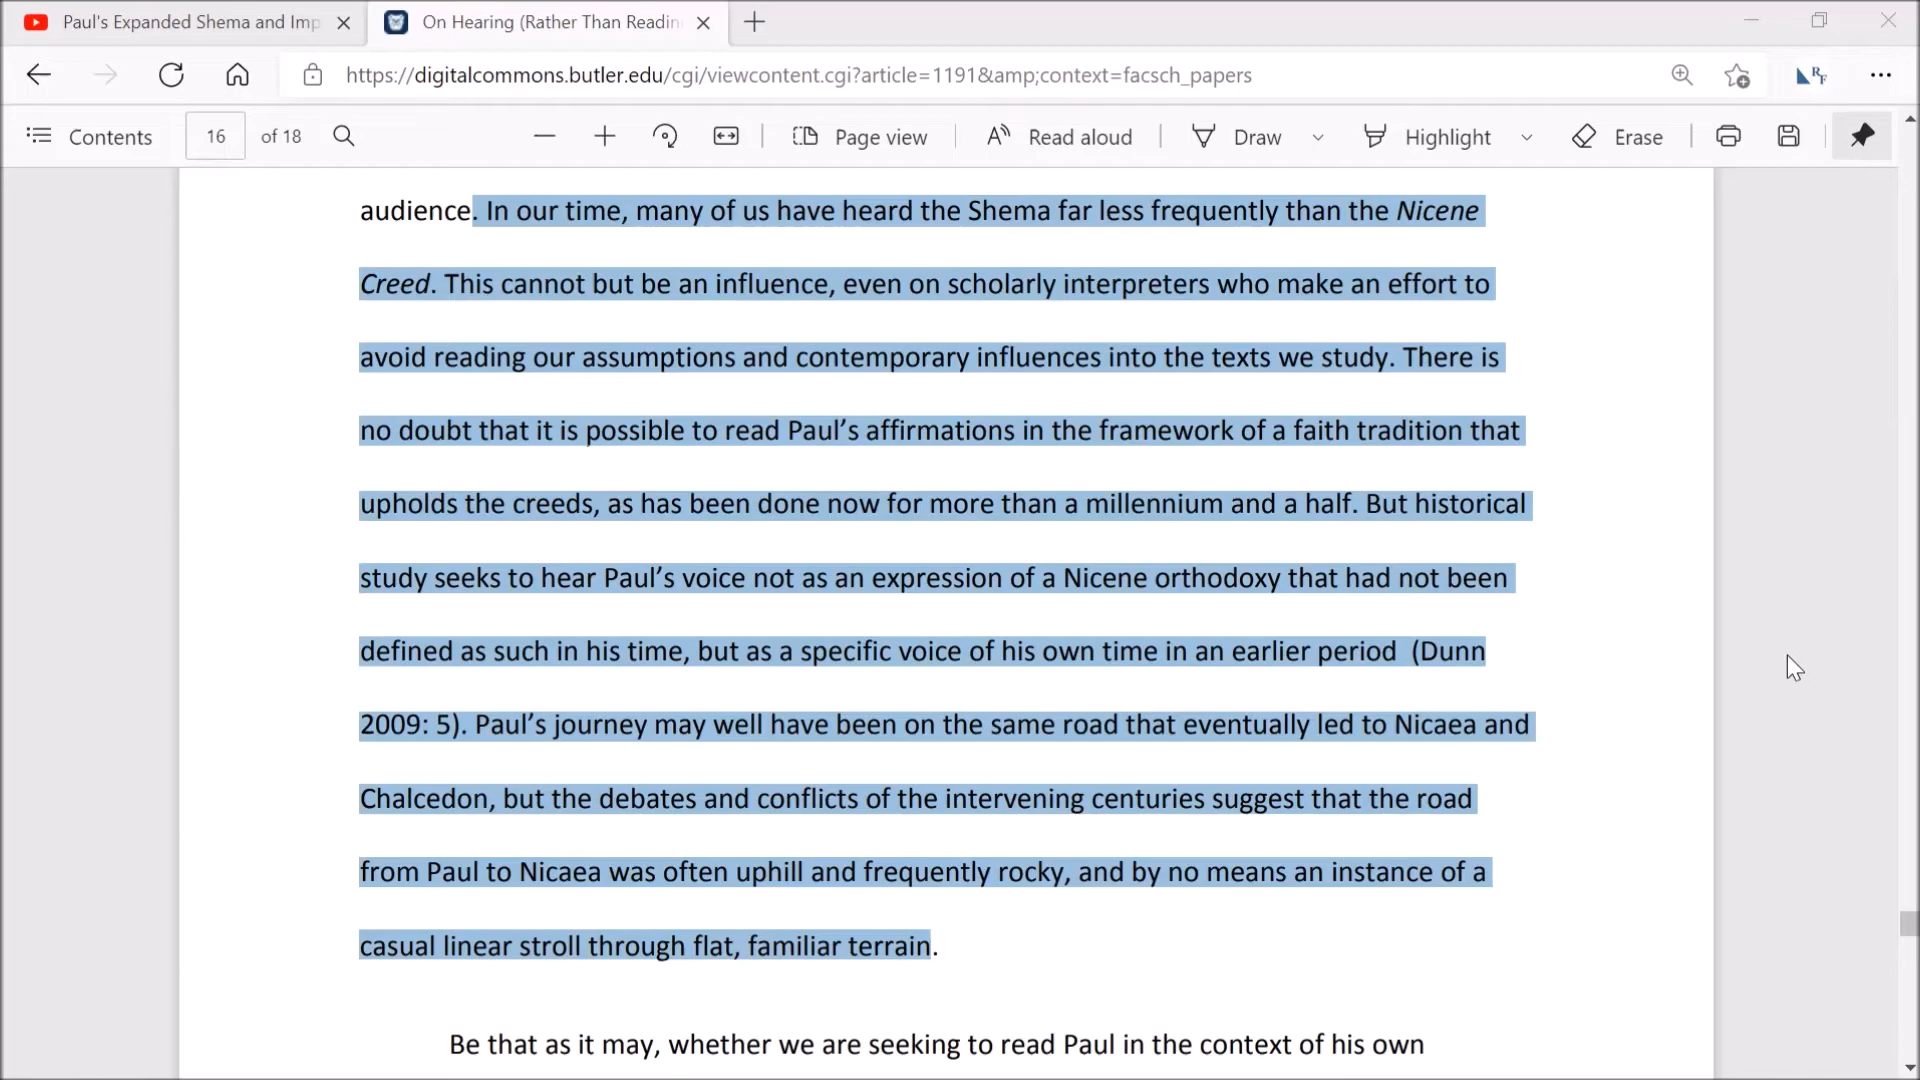 Paul's Expanded Shema and Imp
On Hearing (Rather Than Readin
https://digitalcommons.butler.edu/cgi/viewcontent.cgi?article=1191&amp;context=facsch_papers
RF
Contents 16 of 18 Page view Read aloud Draw Highlight Erase
audience. In our time, many of us have heard the Shema far less frequently than the Nicene
Creed. This cannot but be an influence, even on scholarly interpreters who make an effort to
avoid reading our assumptions and contemporary influences into the texts we study. There is
no doubt that it is possible to read Paul’s affirmations in the framework of a faith tradition that
upholds the creeds, as has been done now for more than a millennium and a half. But historical
study seeks to hear Paul’s voice not as an expression of a Nicene orthodoxy that had not been
defined as such in his time, but as a specific voice of his own time in an earlier period (Dunn
2009: 5). Paul’s journey may well have been on the same road that eventually led to Nicaea and
Chalcedon, but the debates and conflicts of the intervening centuries suggest that the road
from Paul to Nicaea was often uphill and frequently rocky, and by no means an instance of a
casual linear stroll through flat, familiar terrain.
Be that as it may, whether we are seeking to read Paul in the context of his own